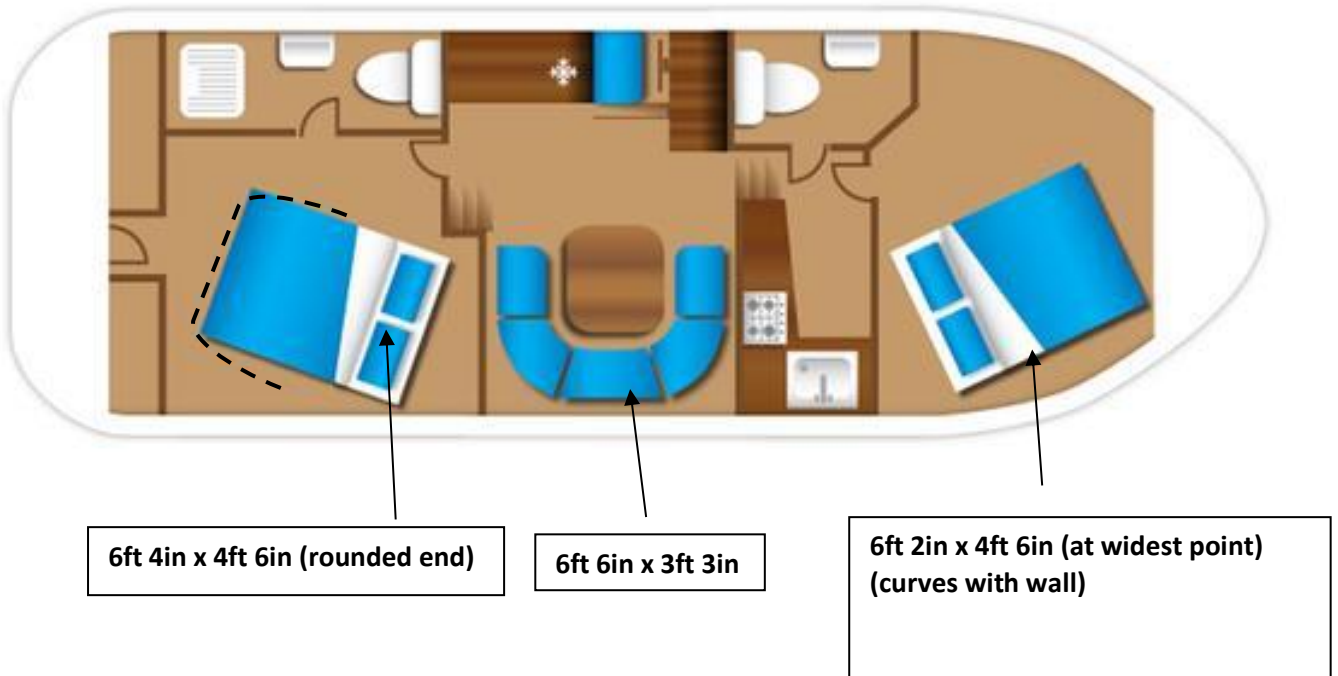 6ft 4in x 4ft 6in (rounded end)
6ft 6in x 3ft 3in
6ft 2in x 4ft 6in (at widest point)
(curves with wall)